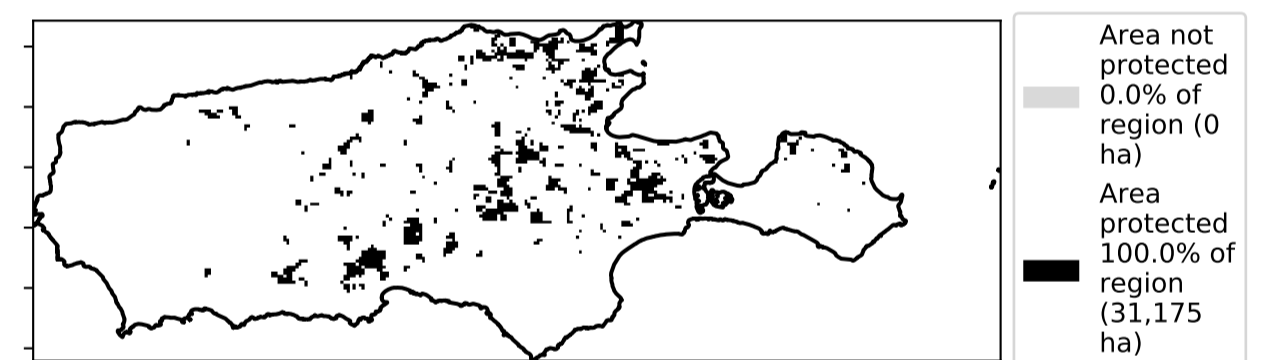 Area not
protected
0.0% of
region (0
ha)
Area
protected
100.0% of
region
(31,175
ha)